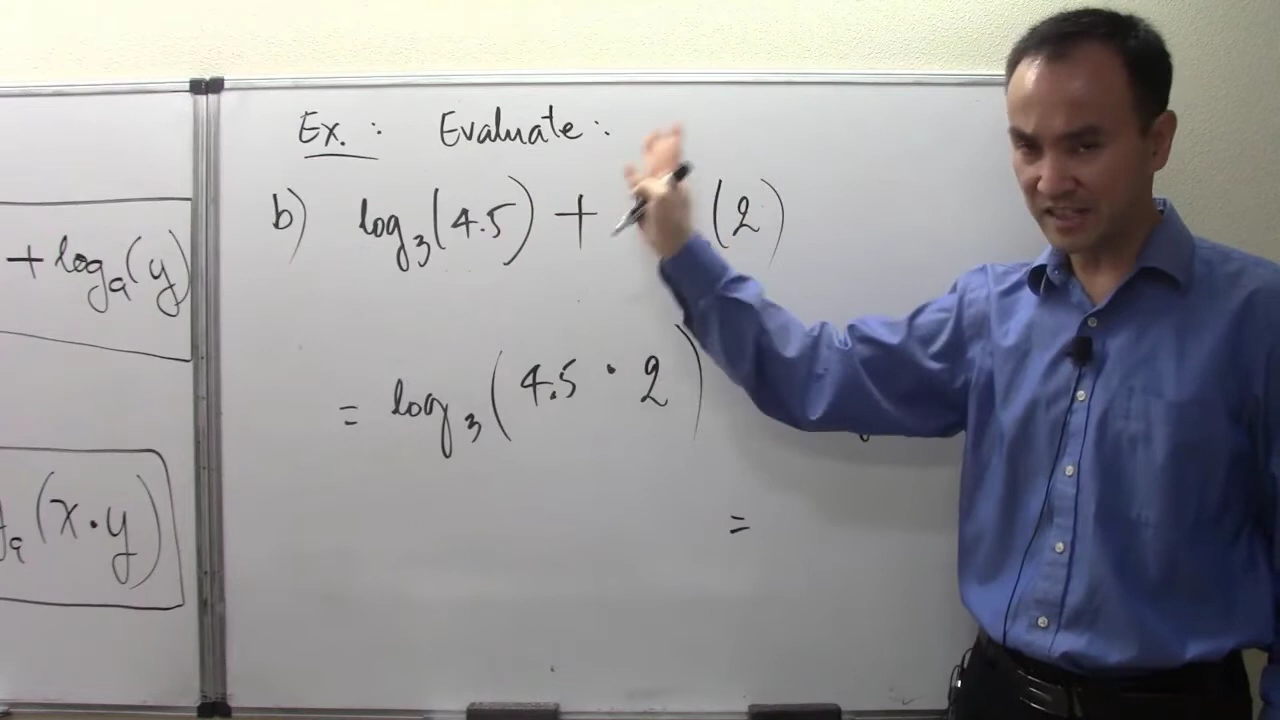 Ex. : Evaluate :
b) log₃(4.5) + (2)
= log₃(4.5 · 2)
=
+ logₐ(y)
ₐ(x·y)